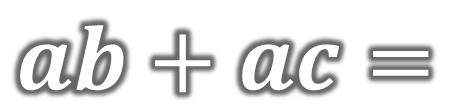 ab + ac =